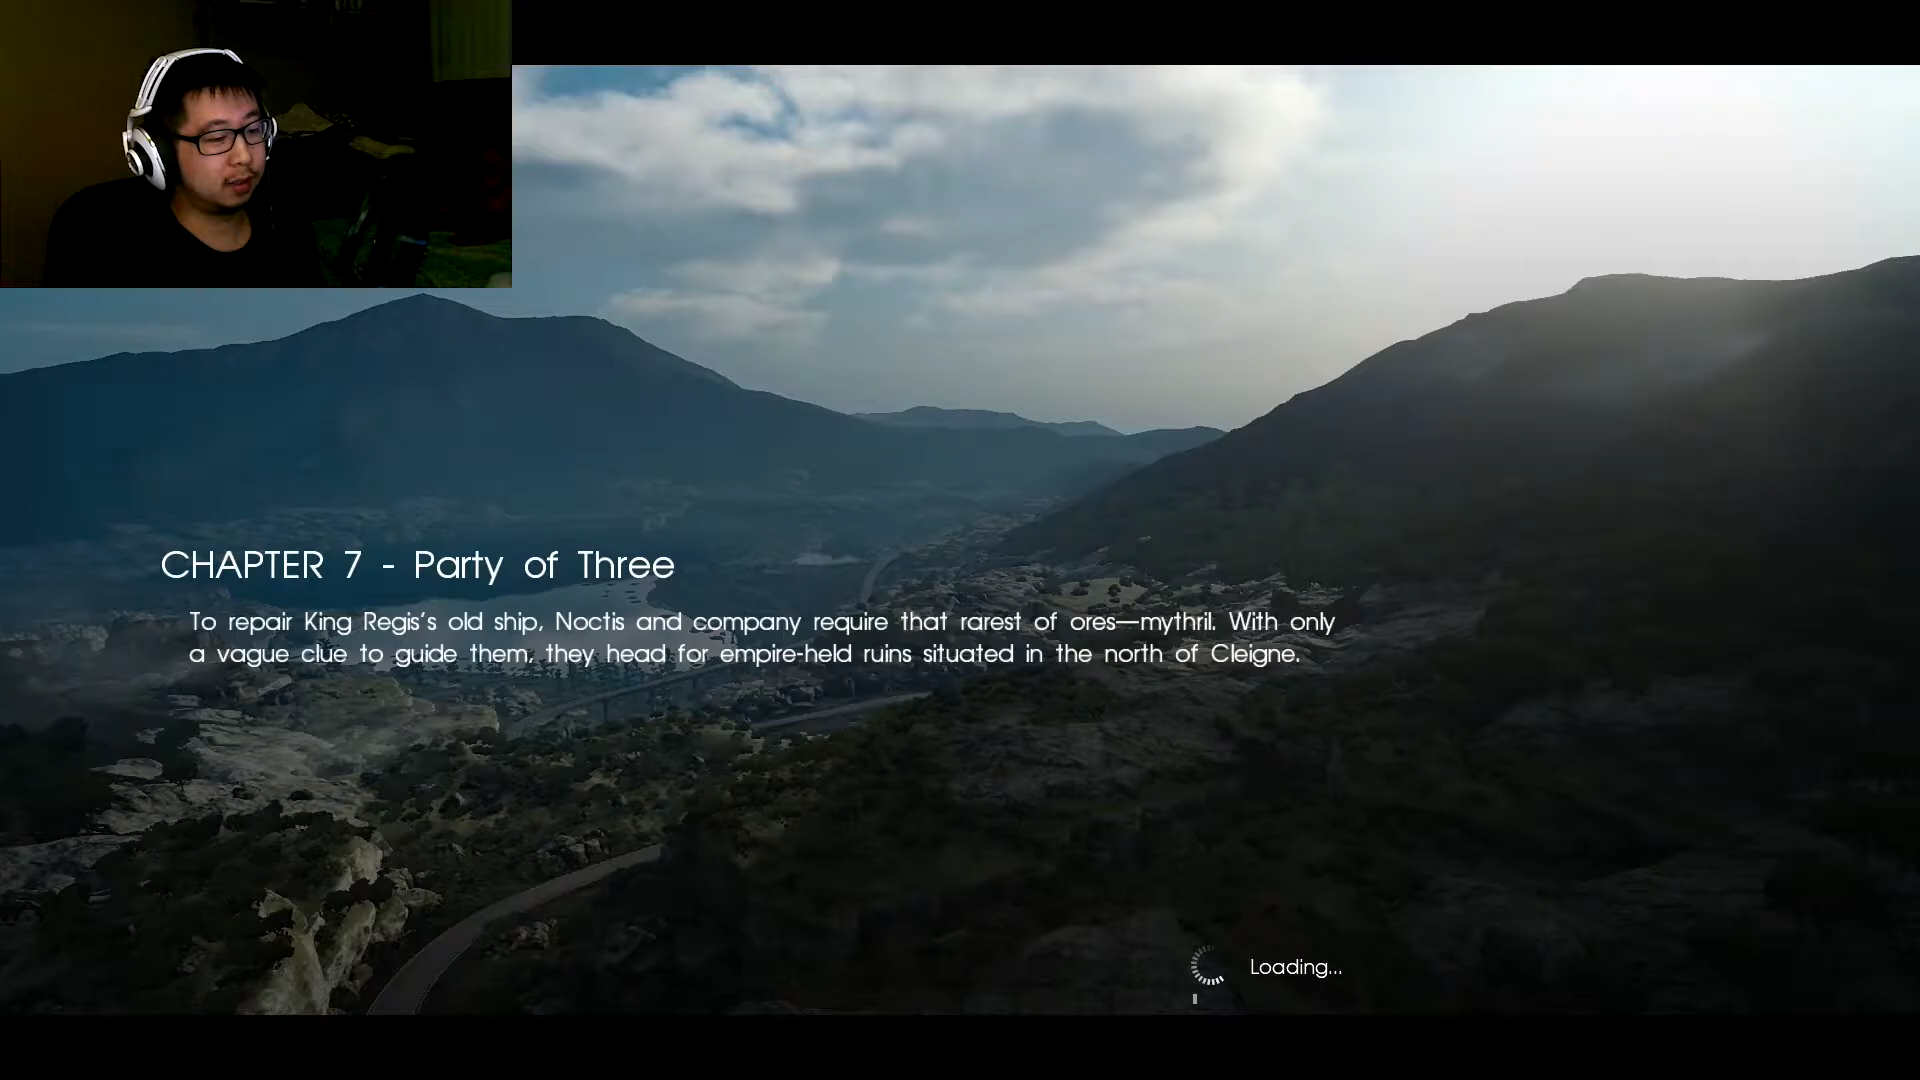 CHAPTER 7 - Party of Three
To repair King Regis's old ship, Noctis and company require that rarest of ores—mythril. With only
a vague clue to guide them, they head for empire-held ruins situated in the north of Cleigne.
Loading...